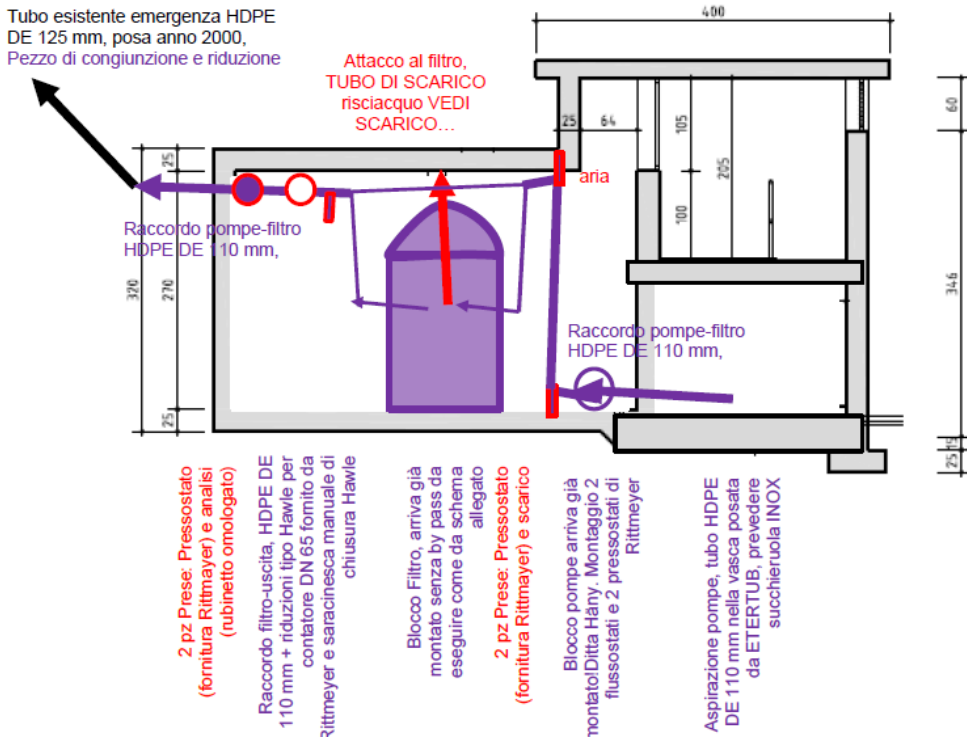 Tubo esistente emergenza HDPE
DE 125 mm, posa anno 2000,
Pezzo di congiunzione e riduzione
Attacco al filtro,
TUBO DI SCARICO
risciacquo VEDI
SCARICO…
400
25
64
105
205
60
100
346
15
25
25
320
270
25
aria
Raccordo pompe-filtro
HDPE DE 110 mm,
Raccordo pompe-filtro
HDPE DE 110 mm,
2 pz Prese: Pressostato
(fornitura Rittmayer) e analisi
(rubinetto omologato)
Raccordo filtro-uscita, HDPE DE
110 mm + riduzioni tipo Hawle per
contatore DN 65 fornito da
Rittmeyer e saracinesca manuale di
chiusura Hawle
Blocco Filtro, arriva già
montato senza by pass da
eseguire come da schema
allegato
2 pz Prese: Pressostato
(fornitura Rittmayer) e scarico
Blocco pompe arriva già
montato!Ditta Häny. Montaggio 2
flussostati e 2 pressostati di
Rittmeyer
Aspirazione pompe, tubo HDPE
DE 110 mm nella vasca posata
da ETERTUB, prevedere
succhieruola INOX